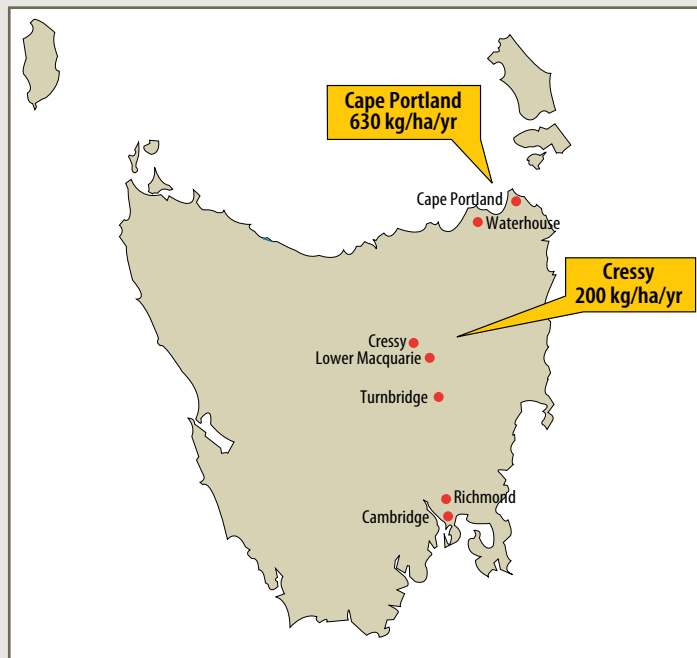 Cape Portland
630 kg/ha/yr
Cape Portland
Waterhouse
Cressy
200 kg/ha/yr
Cressy
Lower Macquarie
Turnbridge
Richmond
Cambridge